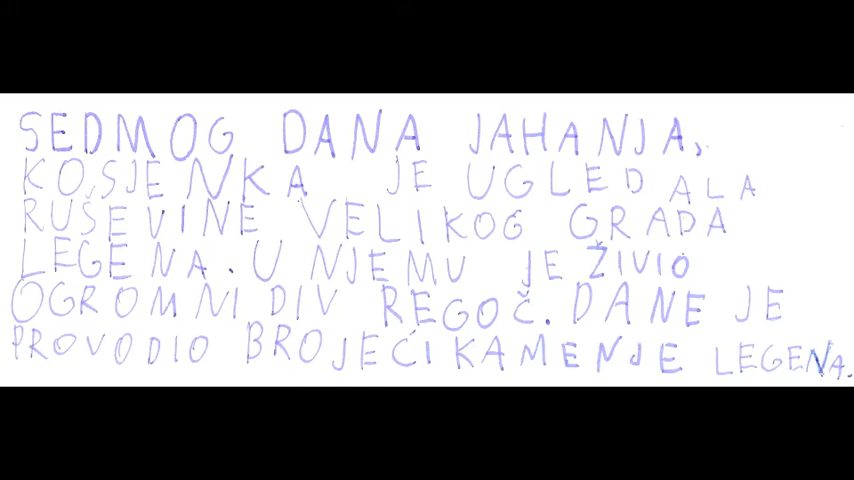 SEDMOG DANA JAHANJA,
KOSJENKA JE UGLEDALA
RUŠEVINE VELIKOG GRADA
LEGENA. U NJEMU JE ŽIVIO
OGROMNI DIV REGOČ. DANE JE
PROVODIO BROJEĆI KAMENJE LEGENA.